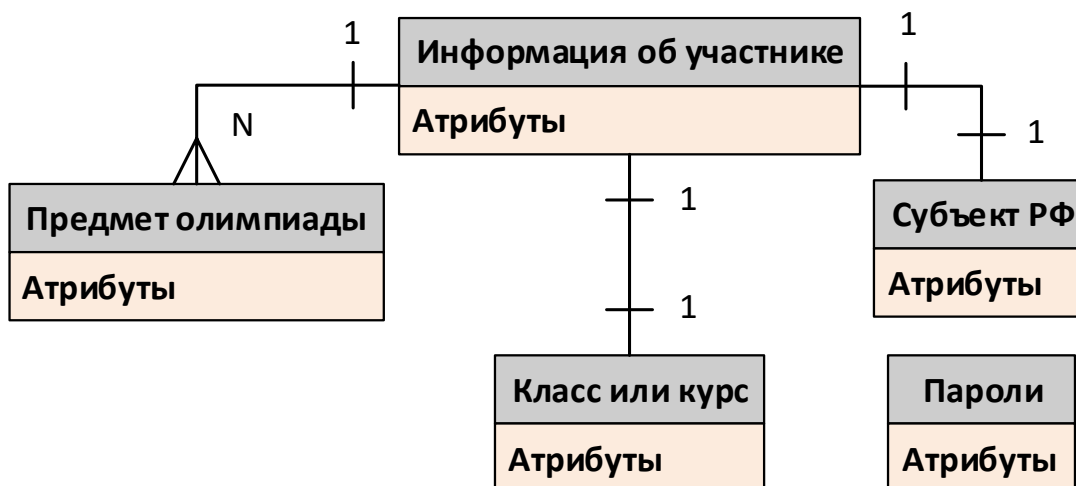 1
Информация об участнике
Атрибуты
1
N
1
Предмет олимпиады
Атрибуты
1
Субъект РФ
Атрибуты
1
Класс или курс
Атрибуты
Пароли
Атрибуты